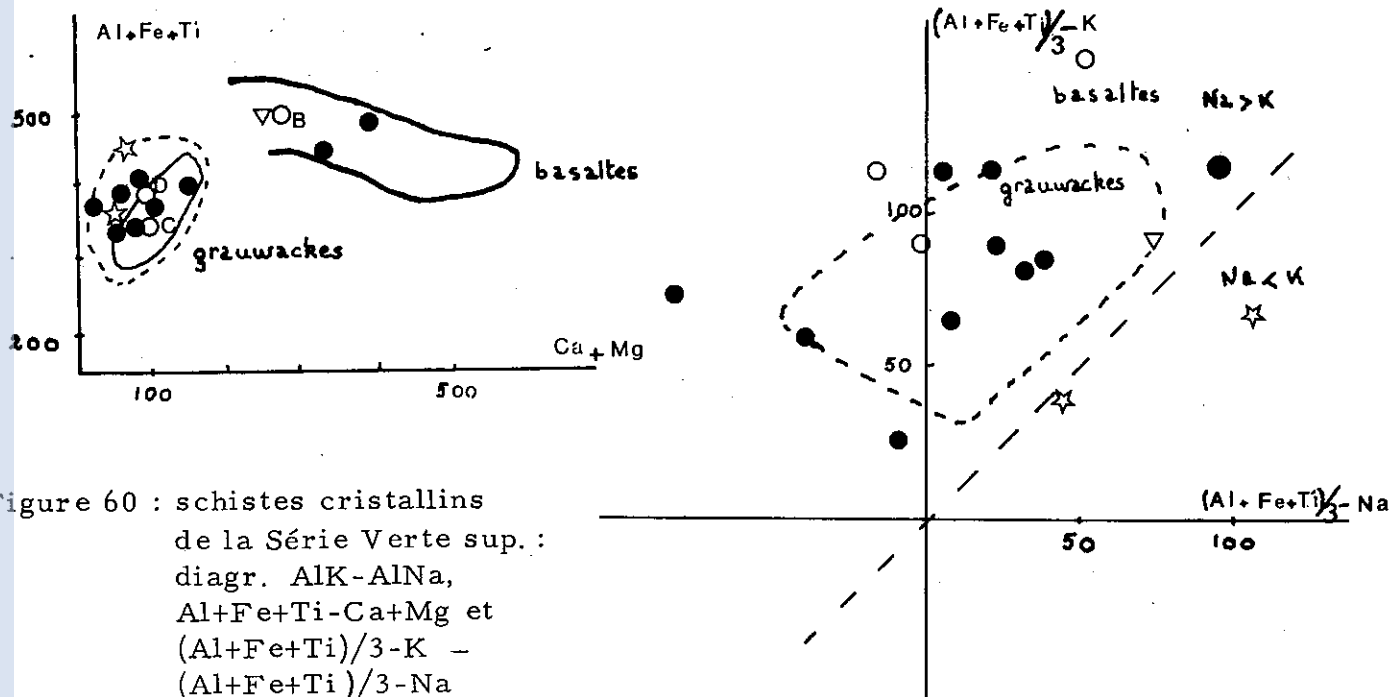 Al+Fe+Ti
500
B
basaltes
D
C
grauwackes
200
Ca + Mg
100
500
(Al+Fe+Ti)/3-K
basaltes
Na > K
grauwackes
100
Na < K
50
(Al+Fe+Ti)/3-Na
50
100
igure 60 : schistes cristallins
de la Série Verte sup. :
diagr. AlK-AlNa,
Al+Fe+Ti-Ca+Mg et
(Al+Fe+Ti)/3-K –
(Al+Fe+Ti)/3-Na